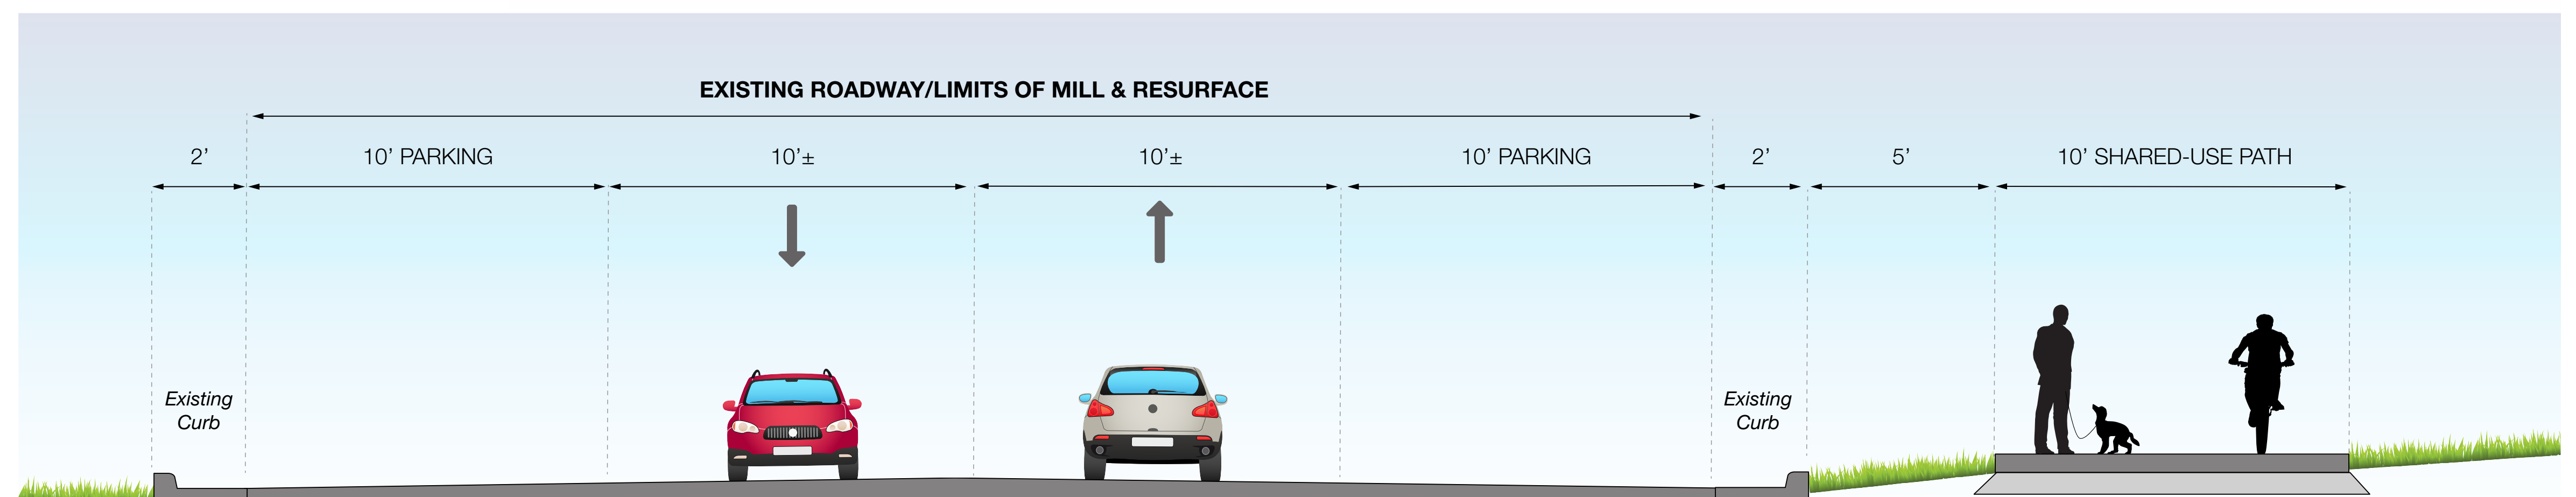 EXISTING ROADWAY/LIMITS OF MILL & RESURFACE
2’ 10’ PARKING 10’± 10’± 10’ PARKING 2’ 5’ 10’ SHARED-USE PATH
Existing
Curb
Existing
Curb